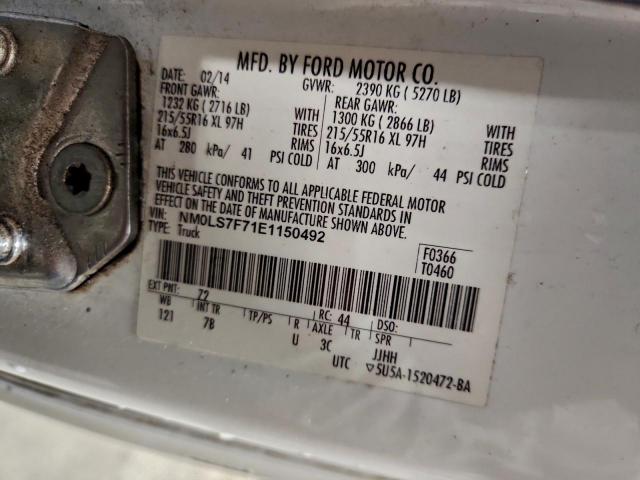 MFD. BY FORD MOTOR CO.
DATE: 02/14 GVWR: 2390 KG ( 5270 LB)
FRONT GAWR: REAR GAWR:
1232 KG ( 2716 LB) WITH 1300 KG ( 2866 LB) WITH
215/55R16 XL 97H TIRES 215/55R16 XL 97H TIRES
16x6.5J RIMS 16x6.5J RIMS
AT 280 kPa/ 41 PSI COLD AT 300 kPa/ 44 PSI COLD
THIS VEHICLE CONFORMS TO ALL APPLICABLE FEDERAL MOTOR
VEHICLE SAFETY AND THEFT PREVENTION STANDARDS IN
EFFECT ON THE DATE OF MANUFACTURE SHOWN ABOVE.
VIN: NM0LS7F71E1150492
TYPE: Truck
F0366
T0460
EXT PNT: 72 RC: 44 DSO:
WB INT TR TP/PS R AXLE TR SPR
121 7B U 3C JJHH
UTC ▽5U5A-1520472-BA